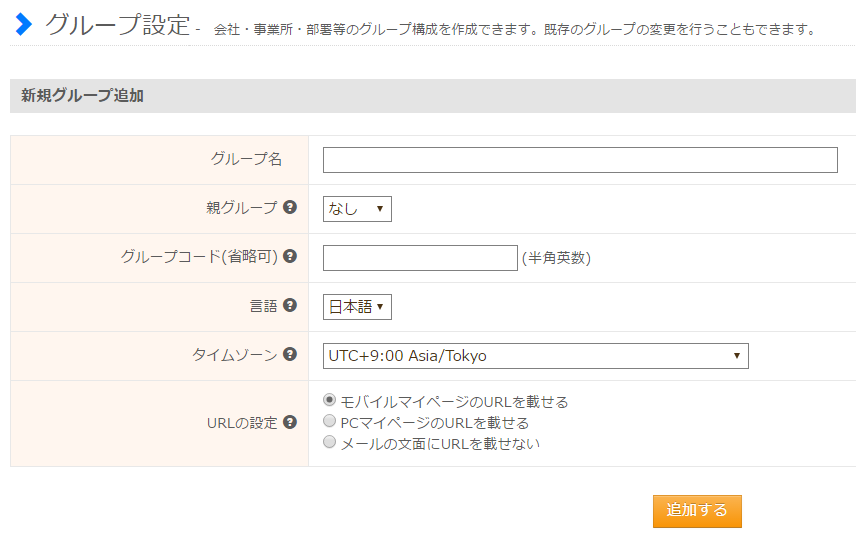 グループ設定 - 会社・事業所・部署等のグループ構成を作成できます。既存のグループの変更を行うこともできます。
新規グループ追加
グループ名
親グループ ? なし ▼
グループコード(省略可) ? (半角英数)
言語 ? 日本語 ▼
タイムゾーン ? UTC+9:00 Asia/Tokyo ▼
モバイルマイページのURLを載せる
URLの設定 ? PCマイページのURLを載せる
メールの文面にURLを載せない
追加する